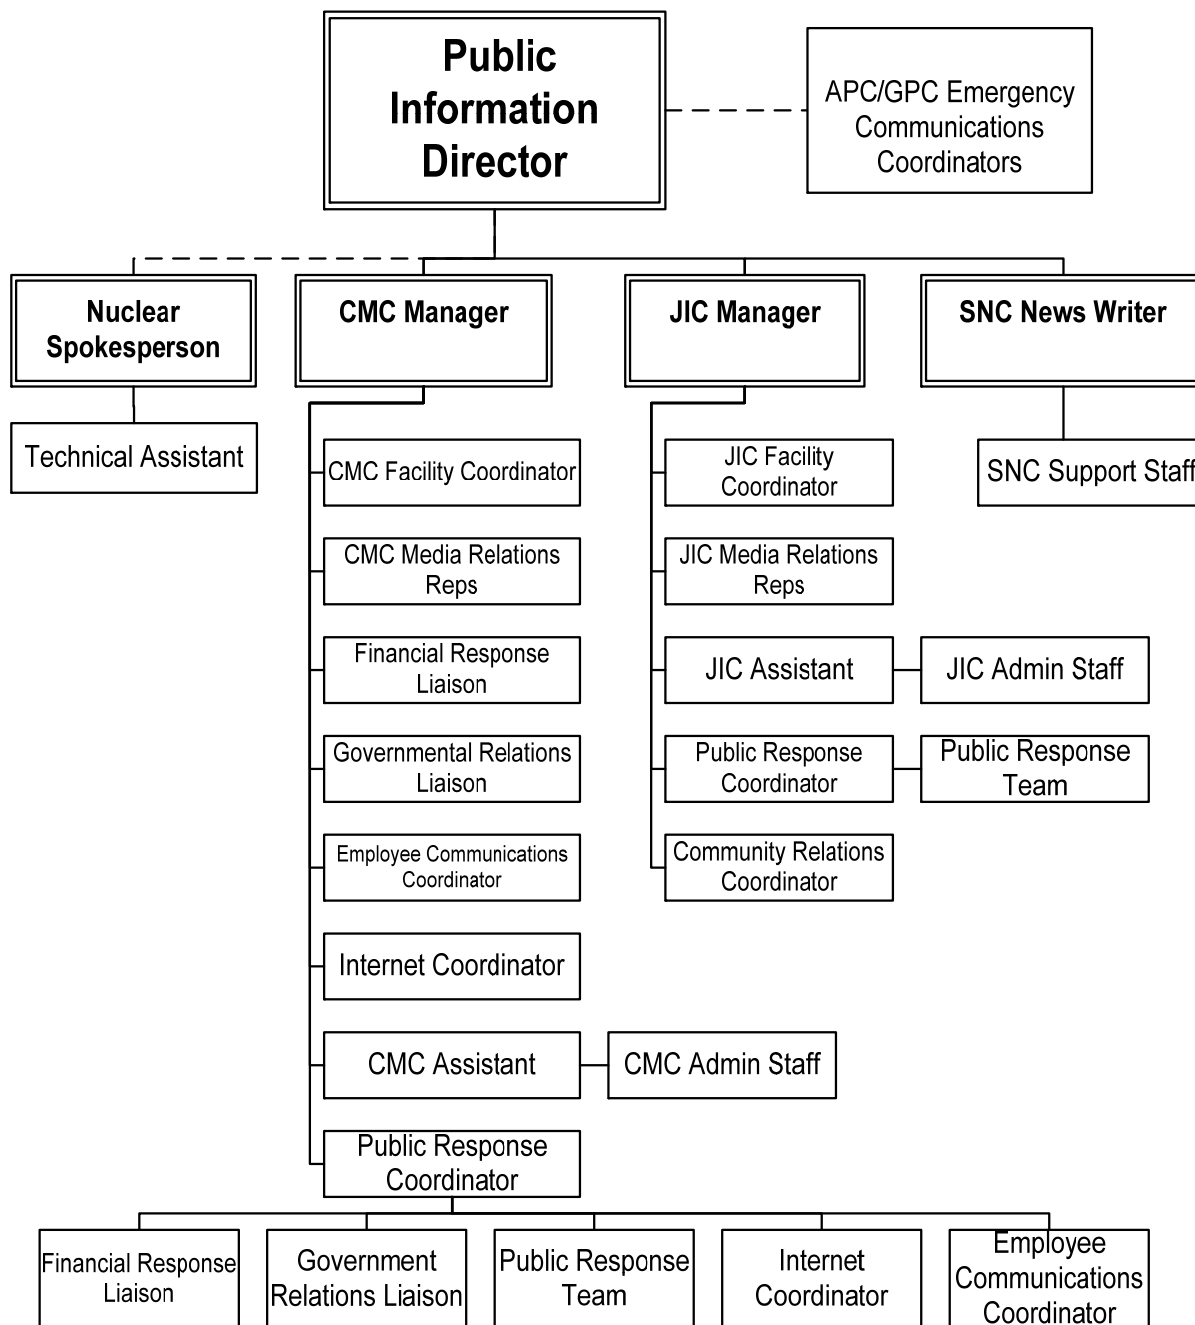 Public
Information
Director
APC/GPC Emergency
Communications
Coordinators
Nuclear
Spokesperson
CMC Manager
JIC Manager
SNC News Writer
Technical Assistant
CMC Facility Coordinator
JIC Facility
Coordinator
SNC Support Staff
CMC Media Relations
Reps
JIC Media Relations
Reps
Financial Response
Liaison
JIC Assistant
JIC Admin Staff
Governmental Relations
Liaison
Public Response
Coordinator
Public Response
Team
Employee Communications
Coordinator
Community Relations
Coordinator
Internet Coordinator
CMC Assistant
CMC Admin Staff
Public Response
Coordinator
Financial Response
Liaison
Government
Relations Liaison
Public Response
Team
Internet
Coordinator
Employee
Communications
Coordinator